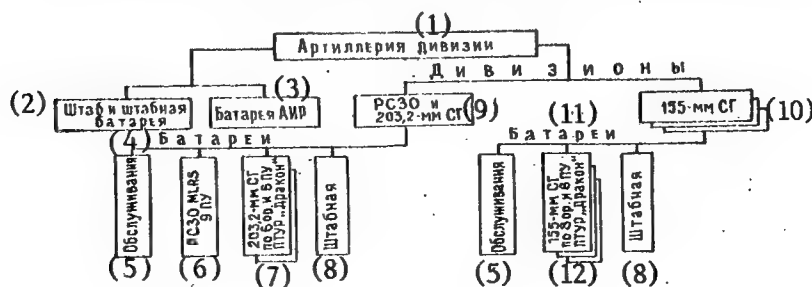 (1)
Артиллерия дивизии
Дивизионы
(2) Штаб и штабная батарея
(3)
Батарея АИР
РСЗО и
203,2-мм СГ (9)
155-мм СГ (10)
(4) Батареи
(11)
Батареи
Обслуживания
(5)
РСЗО MLRS
9 ПУ
(6)
203,2-мм СГ
по 6 ор. и 6 ПУ
ПТУР „Дракон“
(7)
Штабная
(8)
Обслуживания
(5)
155-мм СГ
по 8 ор. и 8 ПУ
ПТУР „Дракон“
(12)
Штабная
(8)